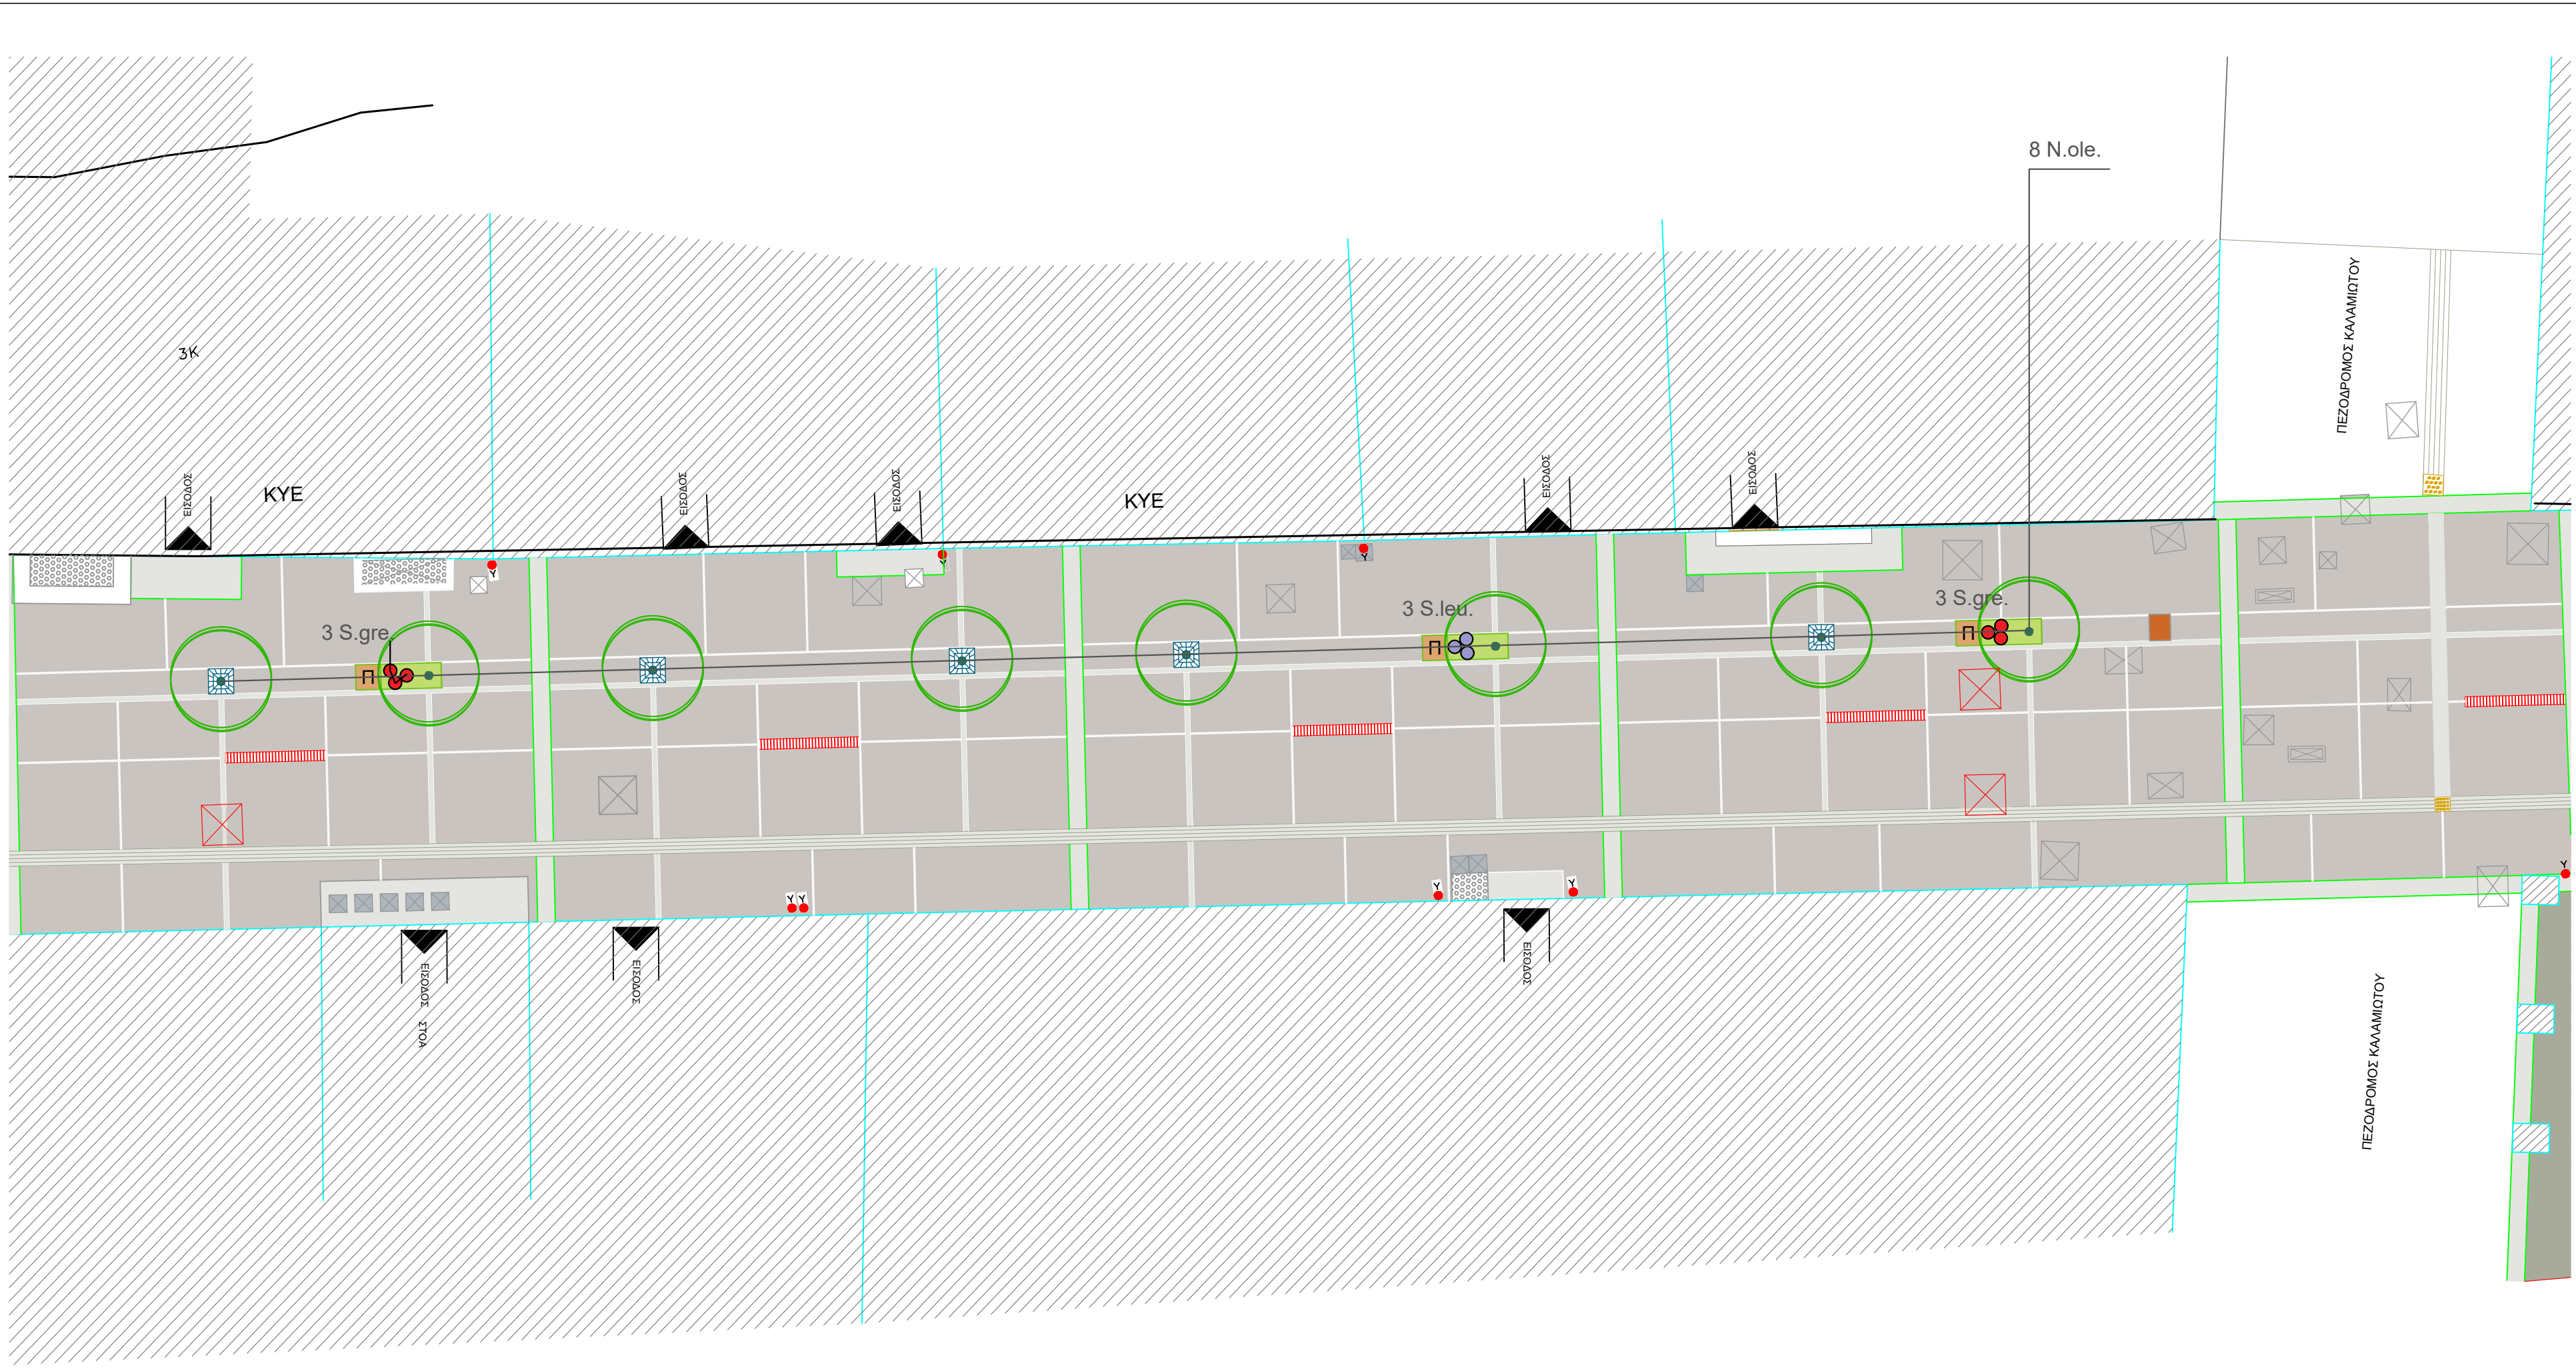 8 N.ole.
ΠΕΖΟΔΡΟΜΟΣ ΚΑΛΑΜΙΩΤΟΥ
3Κ
ΕΙΣΟΔΟΣ
ΚΥΕ
ΕΙΣΟΔΟΣ
ΕΙΣΟΔΟΣ
ΚΥΕ
ΕΙΣΟΔΟΣ
ΕΙΣΟΔΟΣ
Υ
Υ
Υ
3 S.gre.
3 S.leu.
3 S.gre.
Π
Π
Π
Υ Υ
Υ
Υ
Υ
ΕΙΣΟΔΟΣ ΣΤΟΑ
ΕΙΣΟΔΟΣ
ΕΙΣΟΔΟΣ
ΠΕΖΟΔΡΟΜΟΣ ΚΑΛΑΜΙΩΤΟΥ